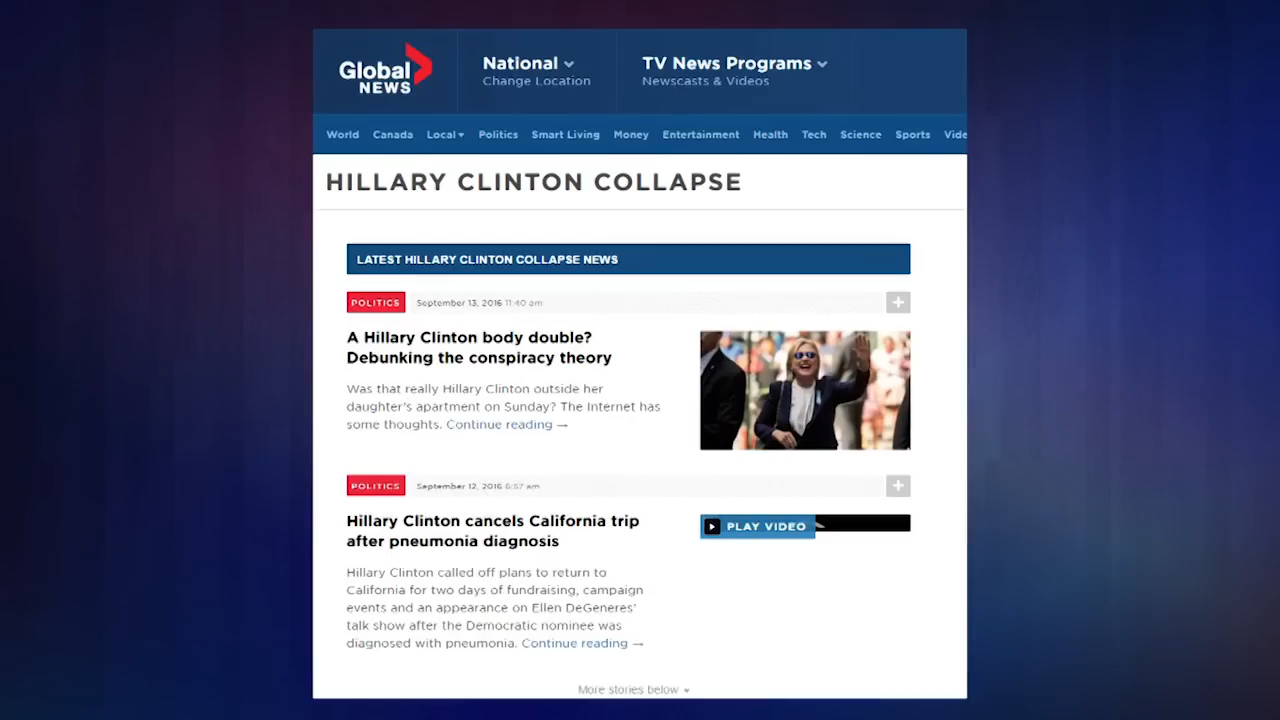 Global
NEWS
National
Change Location
TV News Programs
Newscasts & Videos
World Canada Local Politics Smart Living Money Entertainment Health Tech Science Sports Vide
HILLARY CLINTON COLLAPSE
LATEST HILLARY CLINTON COLLAPSE NEWS
POLITICS September 13, 2016 11:40 am
A Hillary Clinton body double?
Debunking the conspiracy theory
Was that really Hillary Clinton outside her
daughter's apartment on Sunday? The Internet has
some thoughts. Continue reading →
POLITICS September 12, 2016 6:57 am
Hillary Clinton cancels California trip
after pneumonia diagnosis
PLAY VIDEO
Hillary Clinton called off plans to return to
California for two days of fundraising, campaign
events and an appearance on Ellen DeGeneres'
talk show after the Democratic nominee was
diagnosed with pneumonia. Continue reading →
More stories below